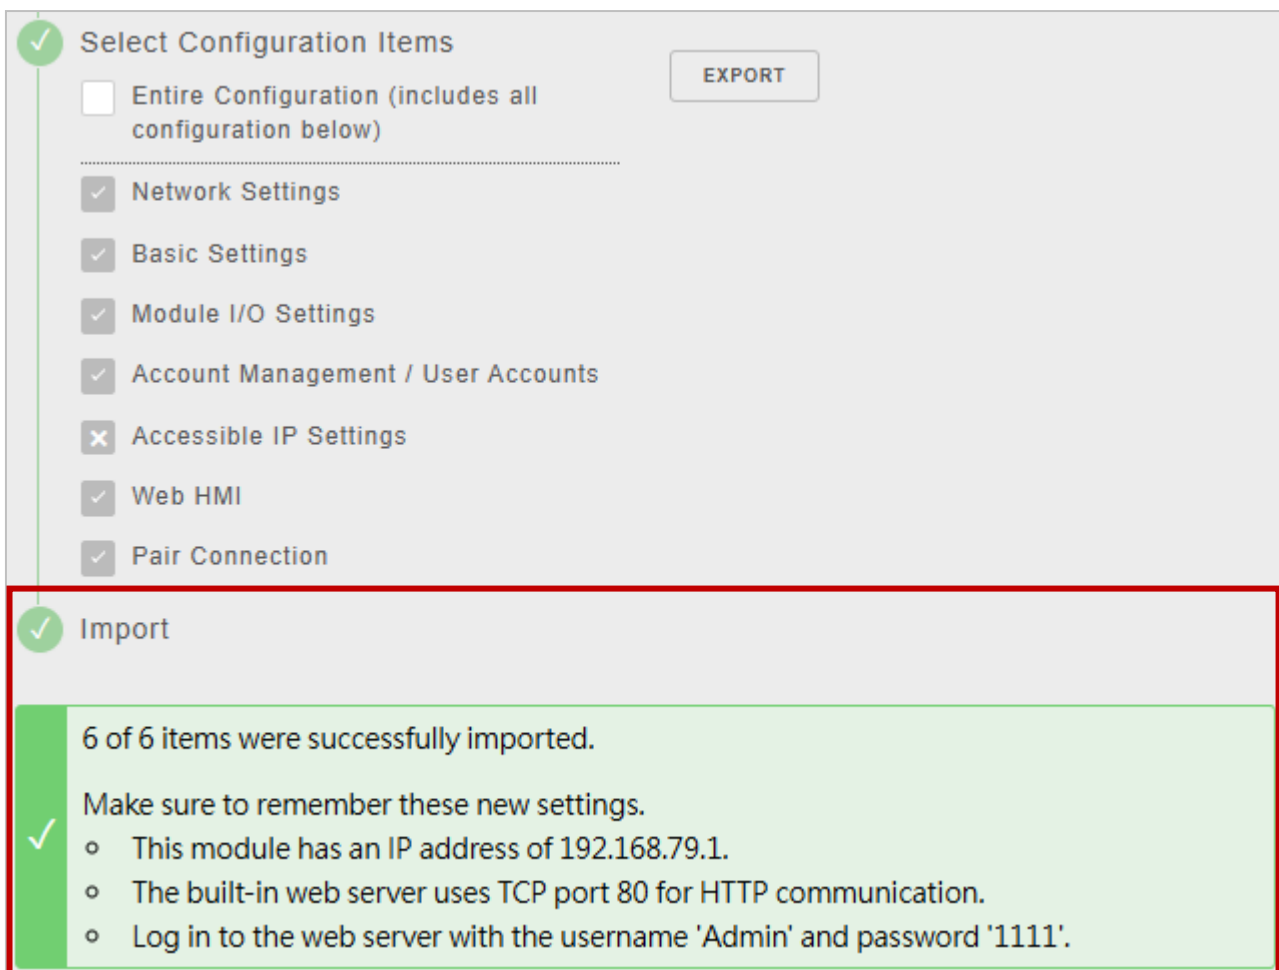 Select Configuration Items
EXPORT
Entire Configuration (includes all
configuration below)
Network Settings
Basic Settings
Module I/O Settings
Account Management / User Accounts
Accessible IP Settings
Web HMI
Pair Connection
Import
6 of 6 items were successfully imported.
Make sure to remember these new settings.
This module has an IP address of 192.168.79.1.
The built-in web server uses TCP port 80 for HTTP communication.
Log in to the web server with the username 'Admin' and password '1111'.